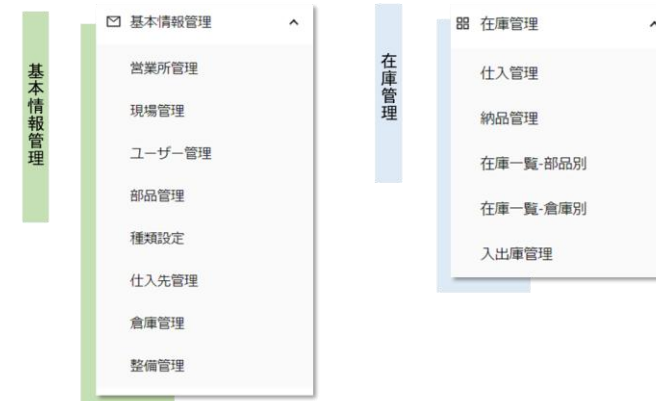 基本情報管理
基本情報管理
営業所管理
現場管理
ユーザー管理
部品管理
種類設定
仕入先管理
倉庫管理
整備管理
在庫管理
在庫管理
仕入管理
納品管理
在庫一覧-部品別
在庫一覧-倉庫別
入出庫管理